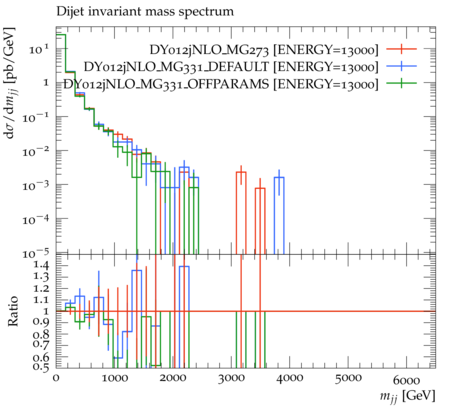 Dijet invariant mass spectrum
DY012jNLO_MG273 [ENERGY=13000]
DY012jNLO_MG331_DEFAULT [ENERGY=13000]
DY012jNLO_MG331_OFFPARAMS [ENERGY=13000]
dσ/dm_jj [pb/GeV]
10^1
1
10^−1
10^−2
10^−3
10^−4
10^−5
Ratio
1.4
1.3
1.2
1.1
1
0.9
0.8
0.7
0.6
0.5
0 1000 2000 3000 4000 5000 6000
m_jj [GeV]